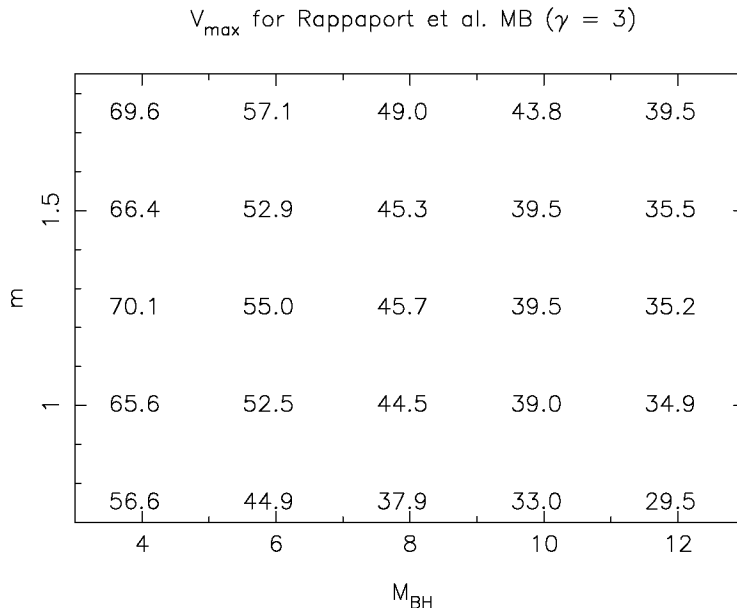 V_max for Rappaport et al. MB (γ = 3)
69.6 57.1 49.0 43.8 39.5
1.5 66.4 52.9 45.3 39.5 35.5
m 70.1 55.0 45.7 39.5 35.2
1 65.6 52.5 44.5 39.0 34.9
56.6 44.9 37.9 33.0 29.5
4 6 8 10 12
M_BH